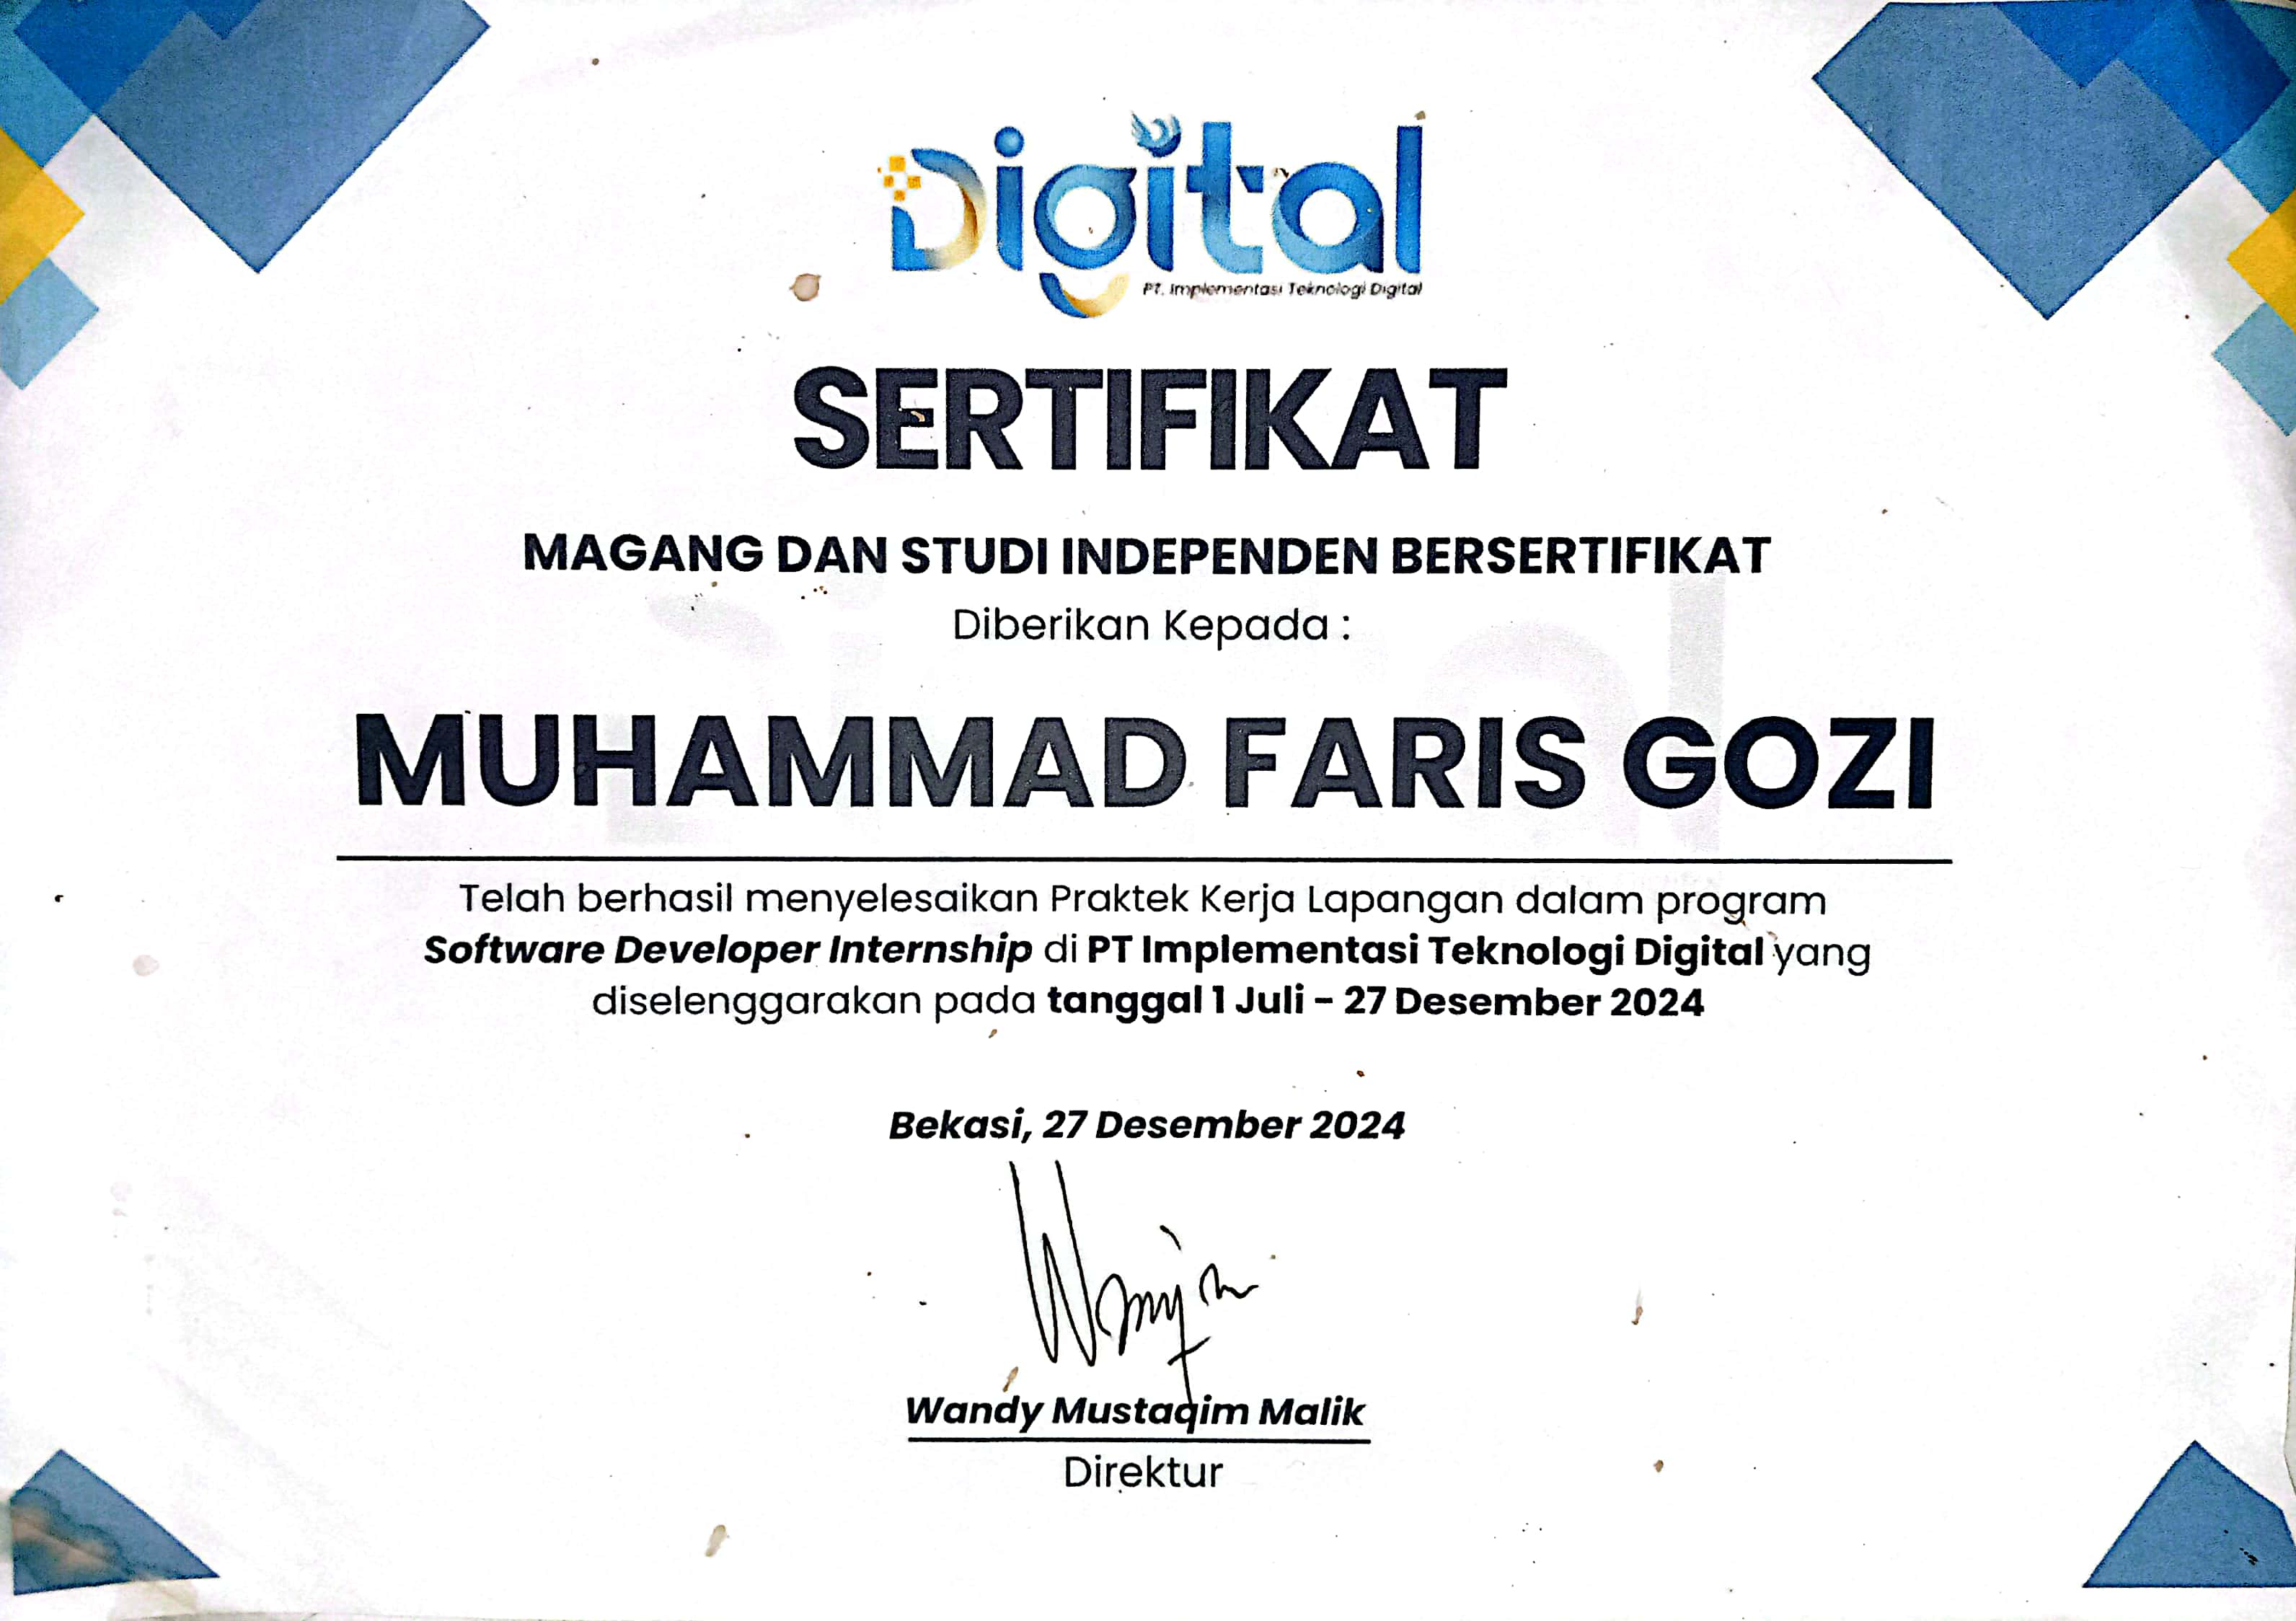 Digital
PT. Implementasi Teknologi Digital
SERTIFIKAT
MAGANG DAN STUDI INDEPENDEN BERSERTIFIKAT
Diberikan Kepada :
MUHAMMAD FARIS GOZI
Telah berhasil menyelesaikan Praktek Kerja Lapangan dalam program
Software Developer Internship di PT Implementasi Teknologi Digital yang
diselenggarakan pada tanggal 1 Juli - 27 Desember 2024
Bekasi, 27 Desember 2024
Wandy Mustaqim Malik
Direktur